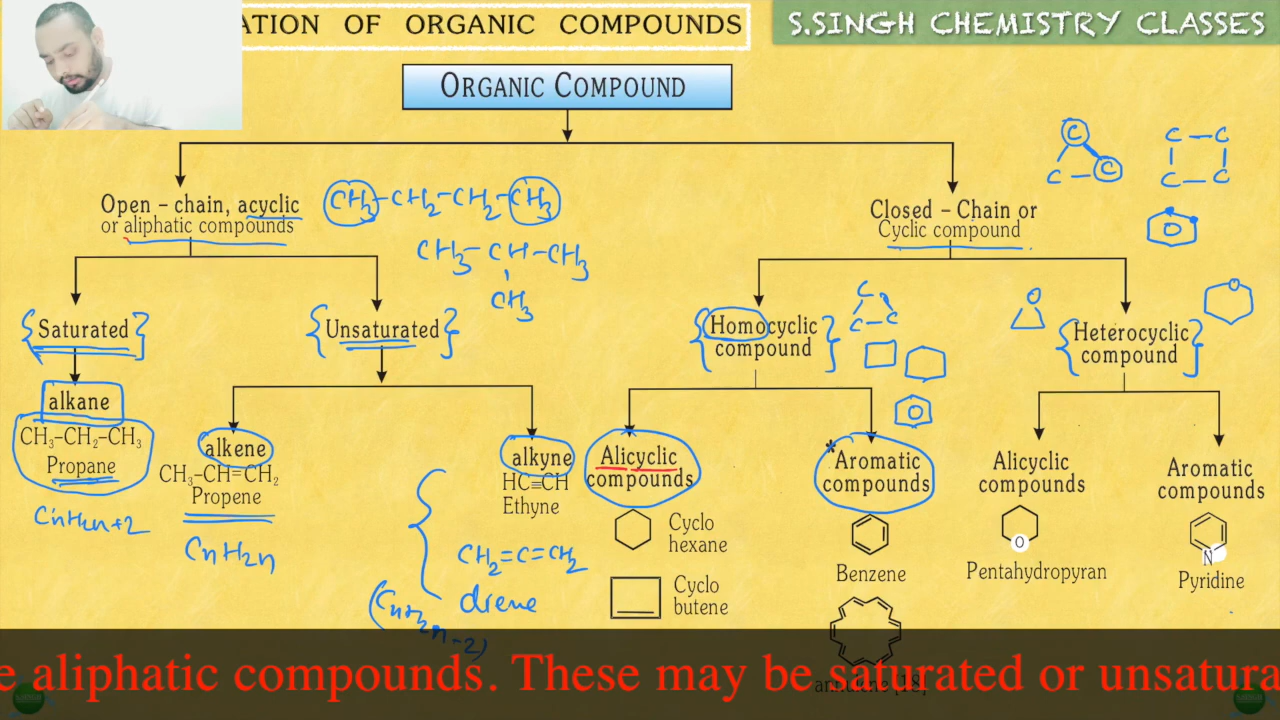 ATION OF ORGANIC COMPOUNDS
S.SINGH CHEMISTRY CLASSES
ORGANIC COMPOUND
Open – chain, acyclic
or aliphatic compounds
CH₃–CH₂–CH₂–CH₃
CH₃–CH–CH₃
CH₃
Closed – Chain or
Cyclic compound
C
C – C
C – C
C – C
Saturated
Unsaturated
Homocyclic
compound
C
C – C
O
Heterocyclic
compound
O
alkane
CH₃–CH₂–CH₃
Propane
CnH2n+2
alkene
CH₃–CH=CH₂
Propene
CnH2n
alkyne
HC≡CH
Ethyne
CH₂=C=CH₂
diene
(CnH2n-2)
Alicyclic
compounds
Cyclo
hexane
Cyclo
butene
*
Aromatic
compounds
Benzene
annulene [18]
Alicyclic
compounds
O
Pentahydropyran
Aromatic
compounds
N
Pyridine
e aliphatic compounds. These may be saturated or unsatura